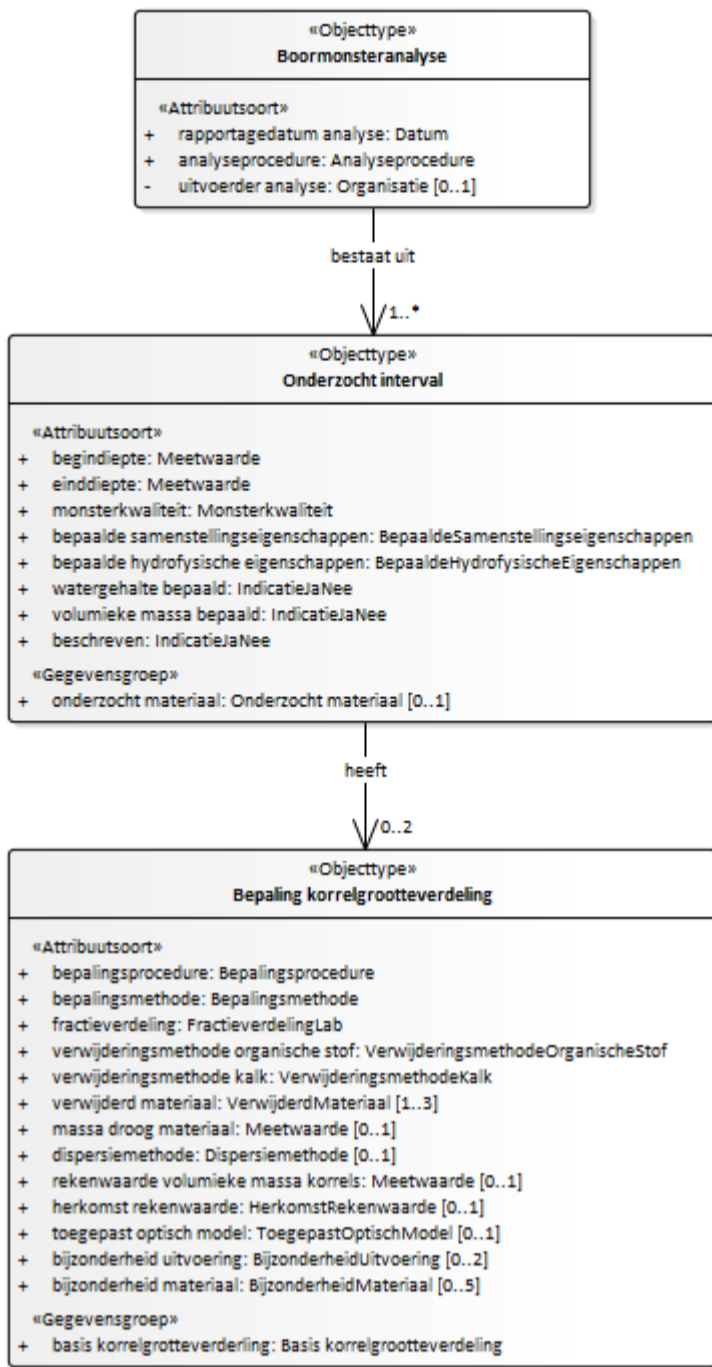 «Objecttype»
Boormonsteranalyse
«Attribuutsoort»
+ rapportagedatum analyse: Datum
+ analyseprocedure: Analyseprocedure
- uitvoerder analyse: Organisatie [0..1]
bestaat uit
1..*
«Objecttype»
Onderzocht interval
«Attribuutsoort»
+ begindiepte: Meetwaarde
+ einddiepte: Meetwaarde
+ monsterkwaliteit: Monsterkwaliteit
+ bepaalde samenstellingseigenschappen: BepaaldeSamenstellingseigenschappen
+ bepaalde hydrofysische eigenschappen: BepaaldeHydrofysischeEigenschappen
+ watergehalte bepaald: IndicatieJaNee
+ volumieke massa bepaald: IndicatieJaNee
+ beschreven: IndicatieJaNee
«Gegevensgroep»
+ onderzocht materiaal: Onderzocht materiaal [0..1]
heeft
0..2
«Objecttype»
Bepaling korrelgrootteverdeling
«Attribuutsoort»
+ bepalingsprocedure: Bepalingsprocedure
+ bepalingsmethode: Bepalingsmethode
+ fractieverdeling: FractieverdelingLab
+ verwijderingsmethode organische stof: VerwijderingsmethodeOrganischeStof
+ verwijderingsmethode kalk: VerwijderingsmethodeKalk
+ verwijderd materiaal: VerwijderdMateriaal [1..3]
+ massa droog materiaal: Meetwaarde [0..1]
+ dispersiemethode: Dispersiemethode [0..1]
+ rekenwaarde volumieke massa korrels: Meetwaarde [0..1]
+ herkomst rekenwaarde: HerkomstRekenwaarde [0..1]
+ toegepast optisch model: ToegepastOptischModel [0..1]
+ bijzonderheid uitvoering: BijzonderheidUitvoering [0..2]
+ bijzonderheid materiaal: BijzonderheidMateriaal [0..5]
«Gegevensgroep»
+ basis korrelgrotteverderling: Basis korrelgrootteverdeling